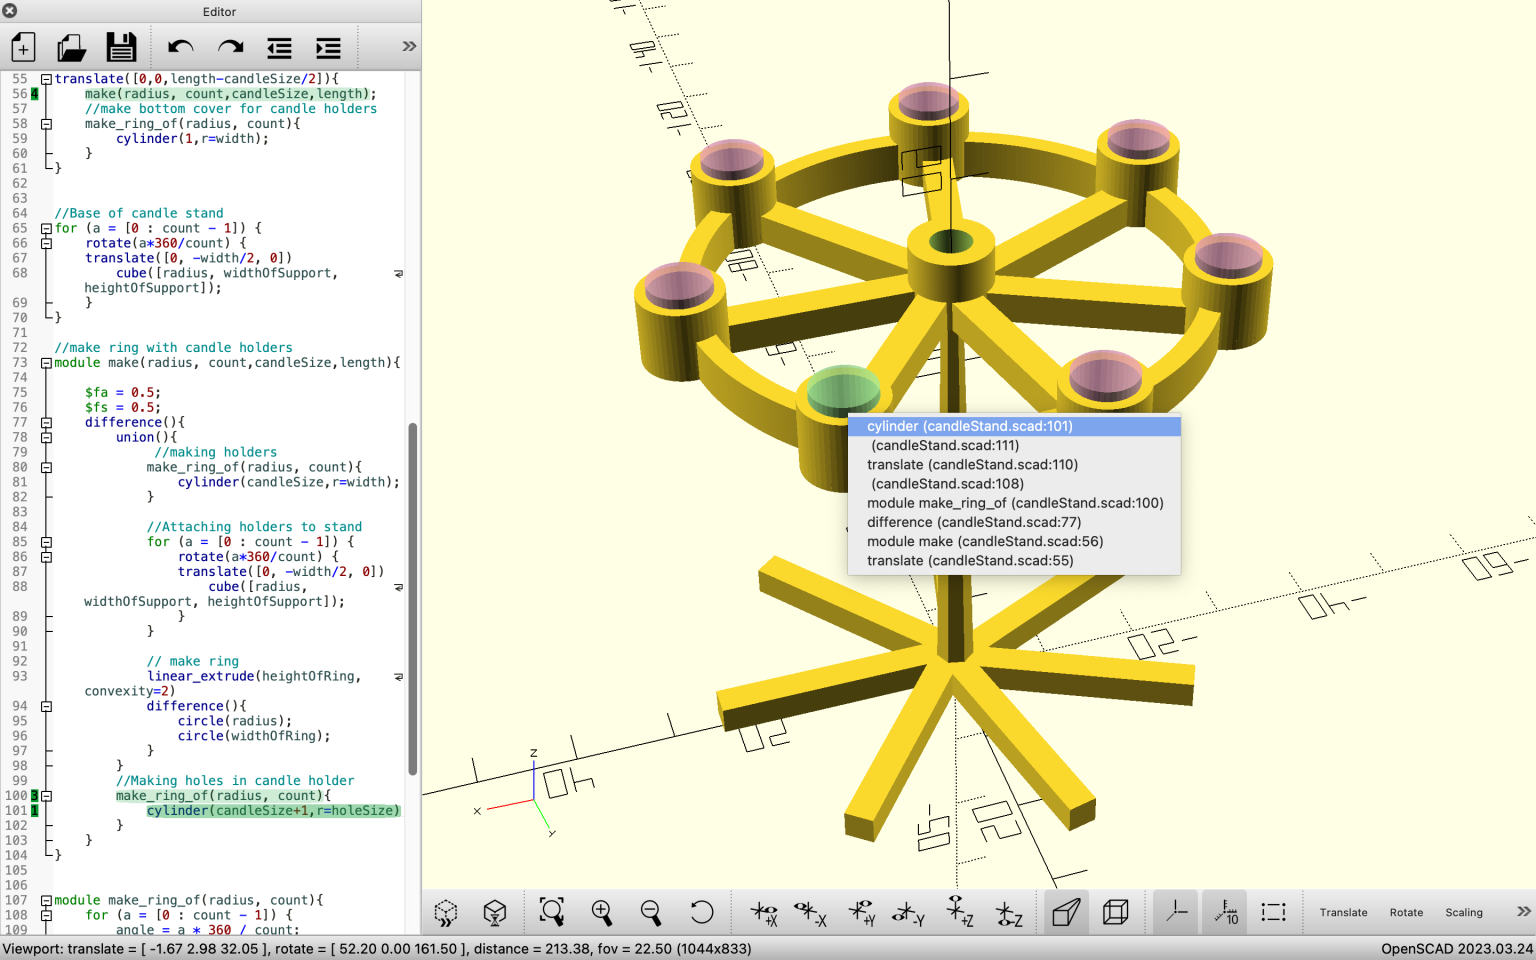 Editor
»
55 translate([0,0,length-candleSize/2]){
4
56 make(radius, count,candleSize,length);
57 //make bottom cover for candle holders
58 make_ring_of(radius, count){
59 cylinder(1,r=width);
60 }
61 }
62
63
64 //Base of candle stand
65 for (a = [0 : count - 1]) {
66 rotate(a*360/count) {
67 translate([0, -width/2, 0])
68 cube([radius, widthOfSupport,
heightOfSupport]);
69 }
70 }
71
72 //make ring with candle holders
73 module make(radius, count,candleSize,length){
74
75 $fa = 0.5;
76 $fs = 0.5;
77 difference(){
78 union(){
79 //making holders
80 make_ring_of(radius, count){
81 cylinder(candleSize,r=width);
82 }
83
84 //Attaching holders to stand
85 for (a = [0 : count - 1]) {
86 rotate(a*360/count) {
87 translate([0, -width/2, 0])
88 cube([radius,
widthOfSupport, heightOfSupport]);
89 }
90 }
91
92 // make ring
93 linear_extrude(heightOfRing,
convexity=2)
94 difference(){
95 circle(radius);
96 circle(widthOfRing);
97 }
98 }
99 //Making holes in candle holder
3
100 make_ring_of(radius, count){
1
101 cylinder(candleSize+1,r=holeSize)
102 }
103 }
104 }
105
106
107 module make_ring_of(radius, count){
108 for (a = [0 : count - 1]) {
109 angle = a * 360 / count;
cylinder (candleStand.scad:101)
(candleStand.scad:111)
translate (candleStand.scad:110)
(candleStand.scad:108)
module make_ring_of (candleStand.scad:100)
difference (candleStand.scad:77)
module make (candleStand.scad:56)
translate (candleStand.scad:55)
Z
X
Y
+X
-X
+Y
-Y
+Z
-Z
10
Translate
Rotate
Scaling
»
Viewport: translate = [ -1.67 2.98 32.05 ], rotate = [ 52.20 0.00 161.50 ], distance = 213.38, fov = 22.50 (1044x833)
OpenSCAD 2023.03.24